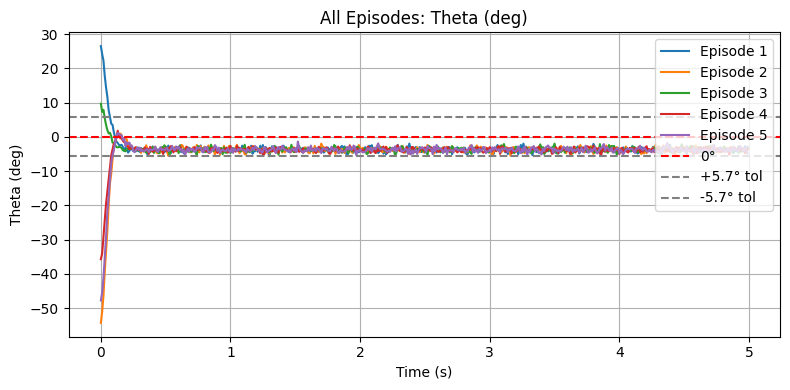 All Episodes: Theta (deg)
Theta (deg)
30
20
10
0
−10
−20
−30
−40
−50
Episode 1
Episode 2
Episode 3
Episode 4
Episode 5
0°
+5.7° tol
-5.7° tol
0
1
2
3
4
5
Time (s)